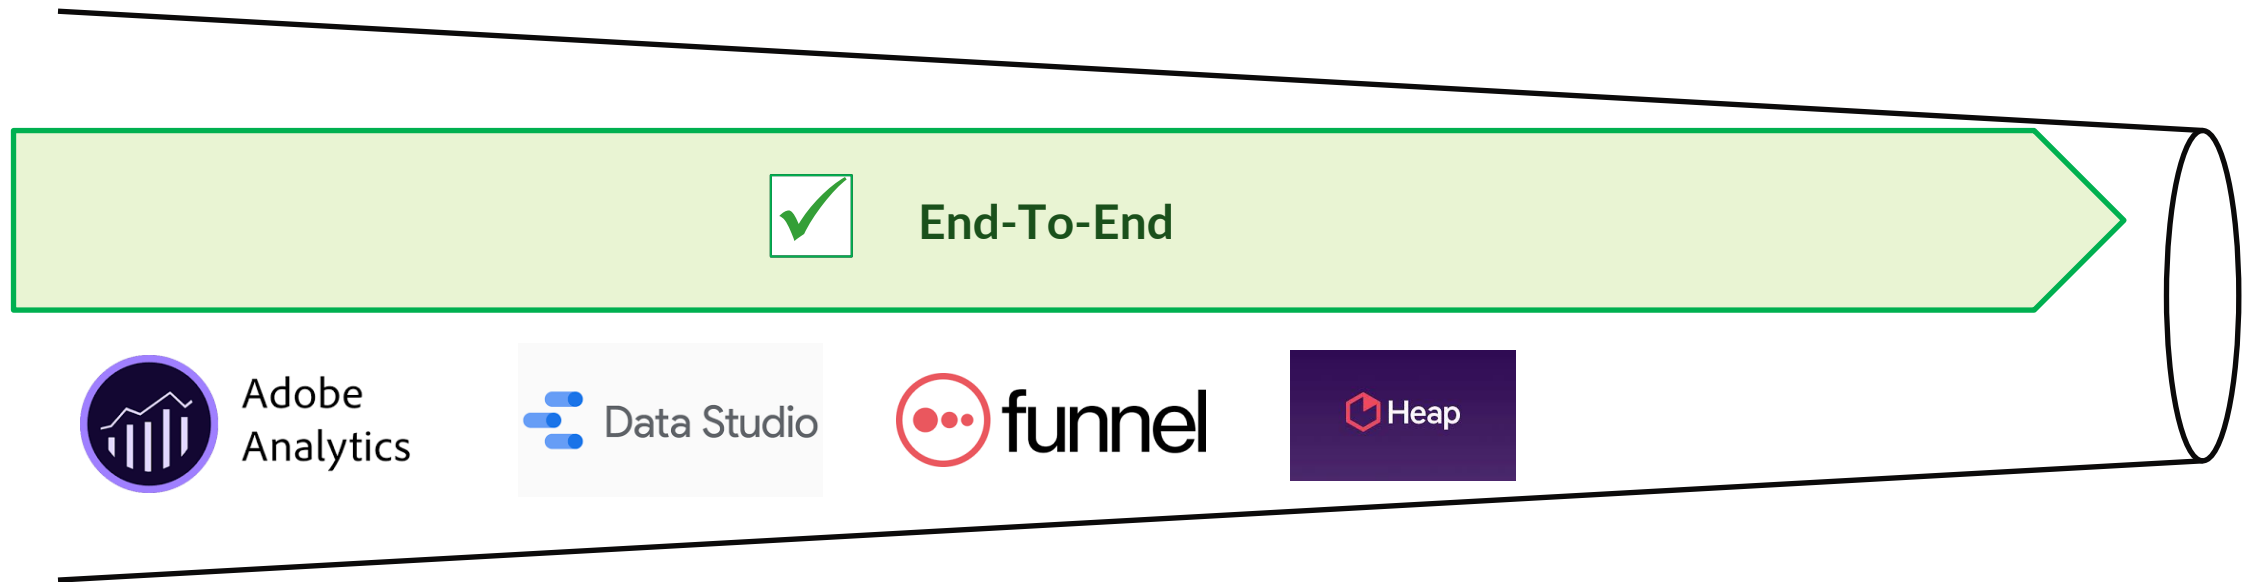 End-To-End
Adobe
Analytics
Data Studio
funnel
Heap